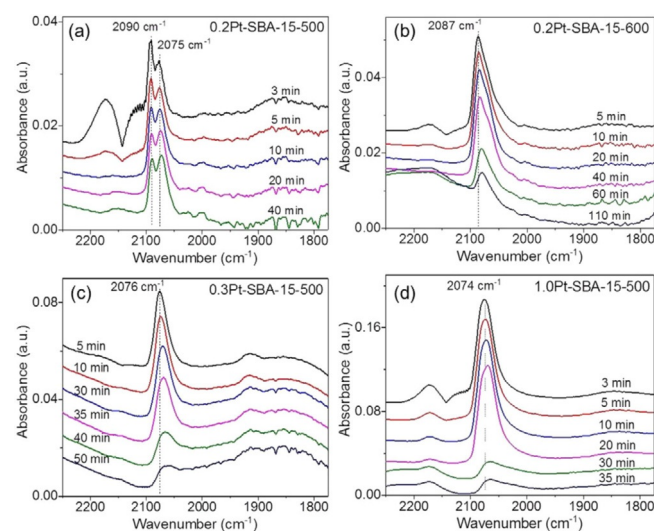 (a)
2090 cm⁻¹
0.2Pt-SBA-15-500
2075 cm⁻¹
3 min
5 min
10 min
20 min
40 min
Absorbance (a.u.)
0.04
0.02
0.00
2200 2100 2000 1900 1800
Wavenumber (cm⁻¹)
(b)
2087 cm⁻¹
0.2Pt-SBA-15-600
5 min
10 min
20 min
40 min
60 min
110 min
Absorbance (a.u.)
0.04
0.02
0.00
2200 2100 2000 1900 1800
Wavenumber (cm⁻¹)
(c)
2076 cm⁻¹
0.3Pt-SBA-15-500
5 min
10 min
30 min
35 min
40 min
50 min
Absorbance (a.u.)
0.08
0.04
0.00
2200 2100 2000 1900 1800
Wavenumber (cm⁻¹)
(d)
2074 cm⁻¹
1.0Pt-SBA-15-500
3 min
5 min
10 min
20 min
30 min
35 min
Absorbance (a.u.)
0.16
0.08
0.00
2200 2100 2000 1900 1800
Wavenumber (cm⁻¹)